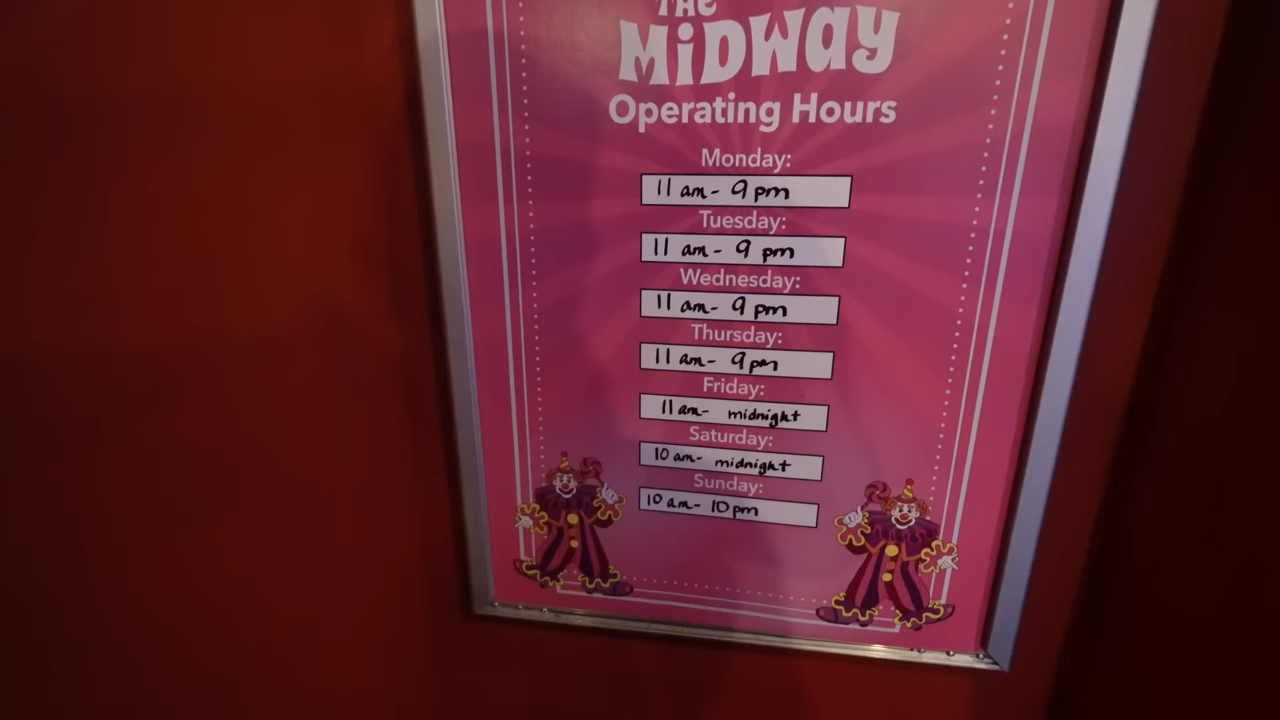 THE
MiDWay
Operating Hours
Monday:
11 am- 9 pm
Tuesday:
11 am- 9 pm
Wednesday:
11 am- 9 pm
Thursday:
11 am- 9 pm
Friday:
11 am- midnight
Saturday:
10 am- midnight
Sunday:
10 am- 10 pm